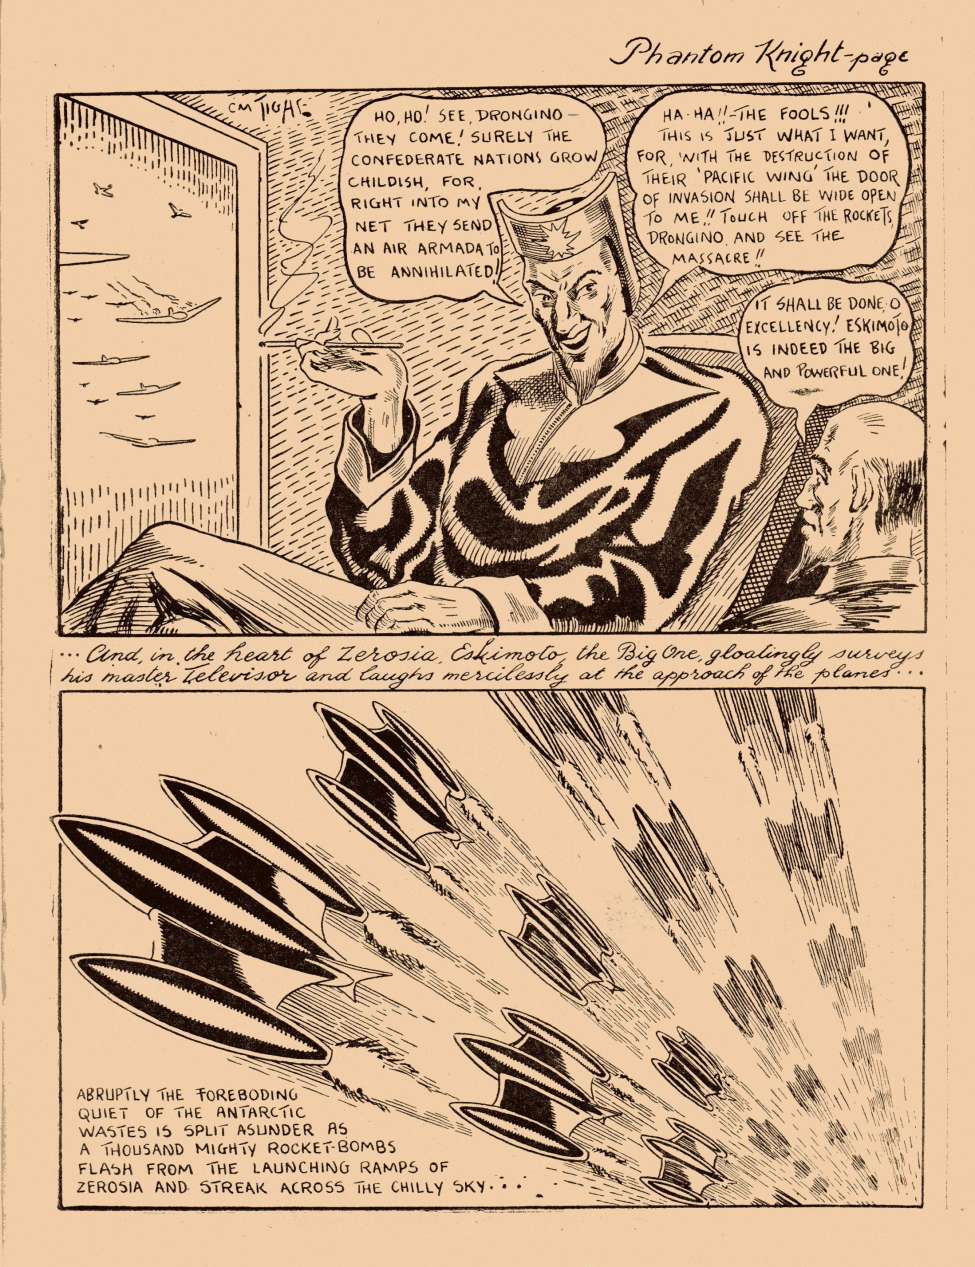 Phantom Knight-page
CM TIGHE
HO, HO! SEE, DRONGINO –
THEY COME! SURELY THE
CONFEDERATE NATIONS GROW
CHILDISH, FOR,
RIGHT INTO MY
NET THEY SEND
AN AIR ARMADA TO
BE ANNIHILATED!
HA-HA!!-THE FOOLS!!!
THIS IS JUST WHAT I WANT,
FOR, WITH THE DESTRUCTION OF
THEIR 'PACIFIC WING' THE DOOR
OF INVASION SHALL BE WIDE OPEN
TO ME!! TOUCH OFF THE ROCKETS,
DRONGINO, AND SEE THE
MASSACRE!!
IT SHALL BE DONE, O
EXCELLENCY! ESKIMOTO
IS INDEED THE BIG
AND POWERFUL ONE!
... And, in the heart of Zerosia, Eskimoto, the Big One, gloatingly surveys
his master televisor and laughs mercilessly at the approach of the planes...
ABRUPTLY THE FOREBODING
QUIET OF THE ANTARCTIC
WASTES IS SPLIT ASUNDER AS
A THOUSAND MIGHTY ROCKET-BOMBS
FLASH FROM THE LAUNCHING RAMPS OF
ZEROSIA AND STREAK ACROSS THE CHILLY SKY...